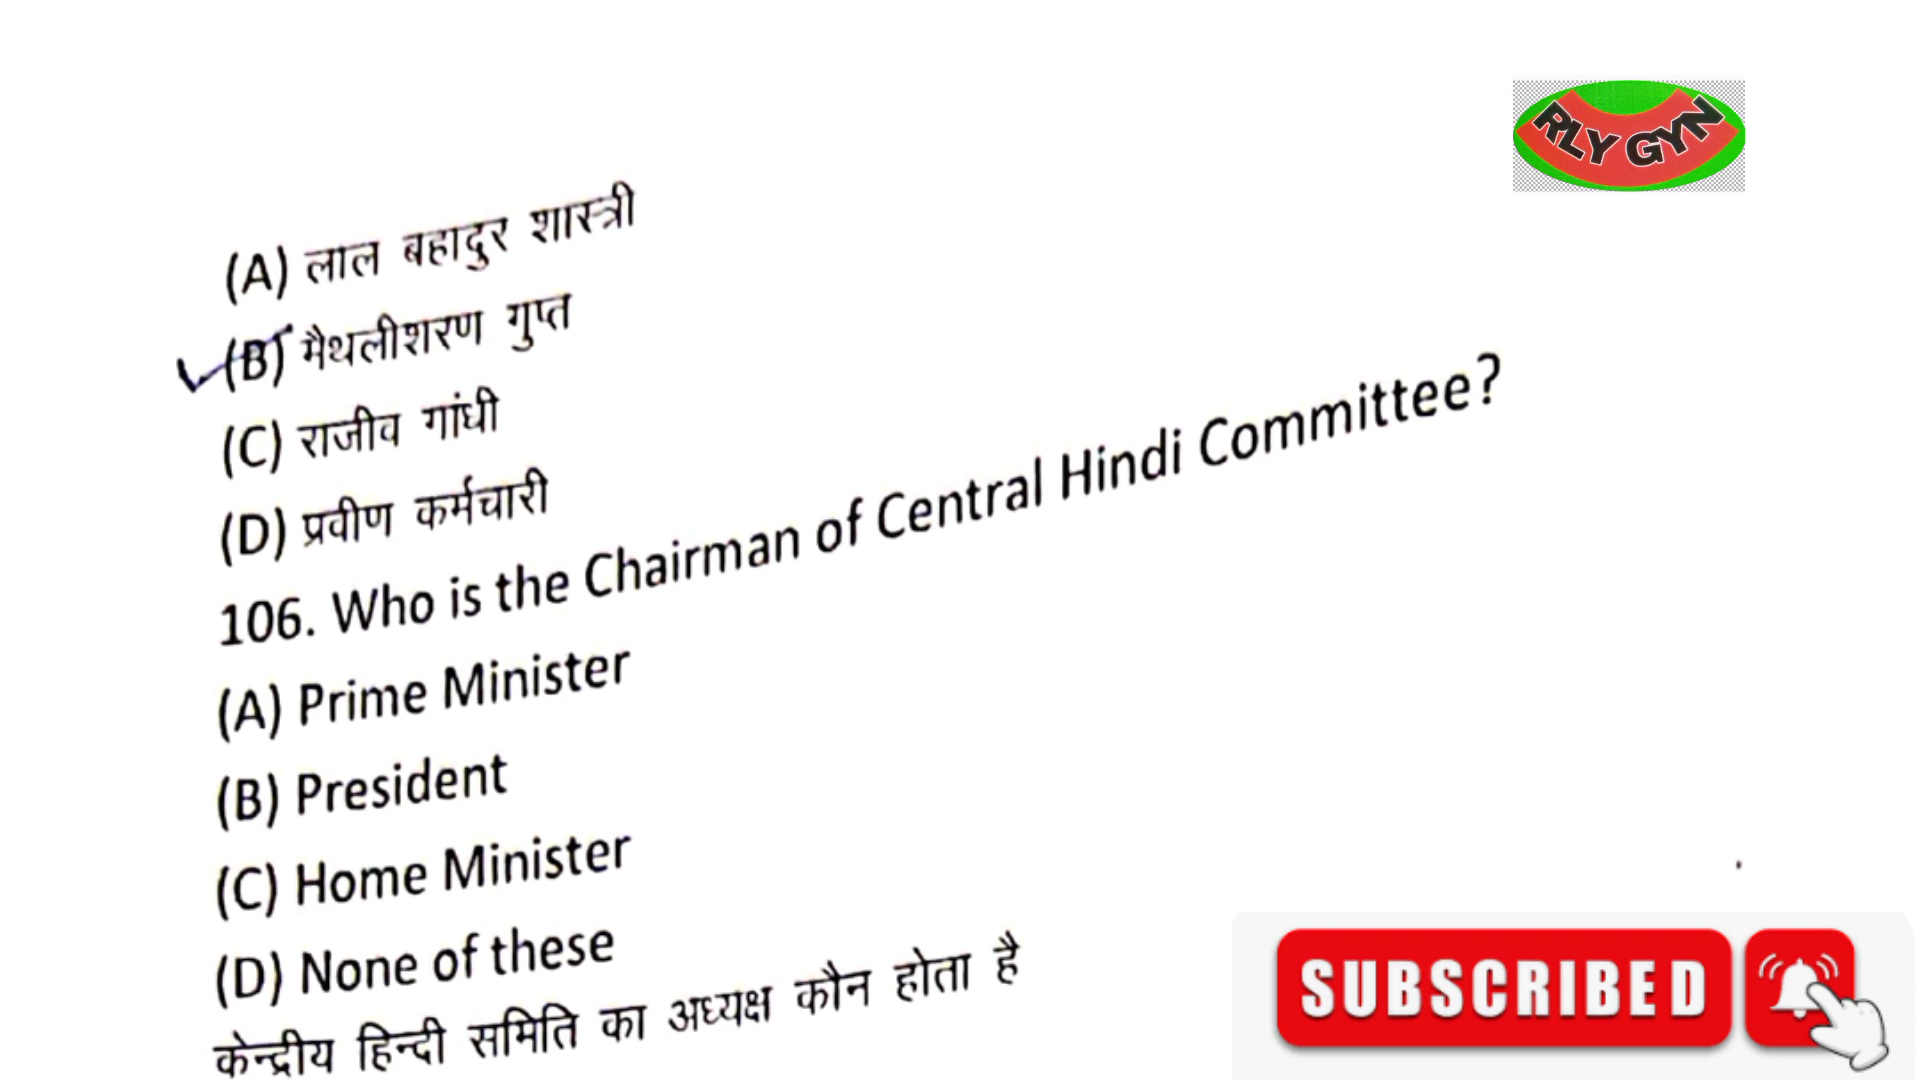 RLY GYN
(A) लाल बहादुर शास्त्री
(B) मैथलीशरण गुप्त
(C) राजीव गांधी
(D) प्रवीण कर्मचारी
106. Who is the Chairman of Central Hindi Committee?
(A) Prime Minister
(B) President
(C) Home Minister
(D) None of these
केन्द्रीय हिन्दी समिति का अध्यक्ष कौन होता है
SUBSCRIBED